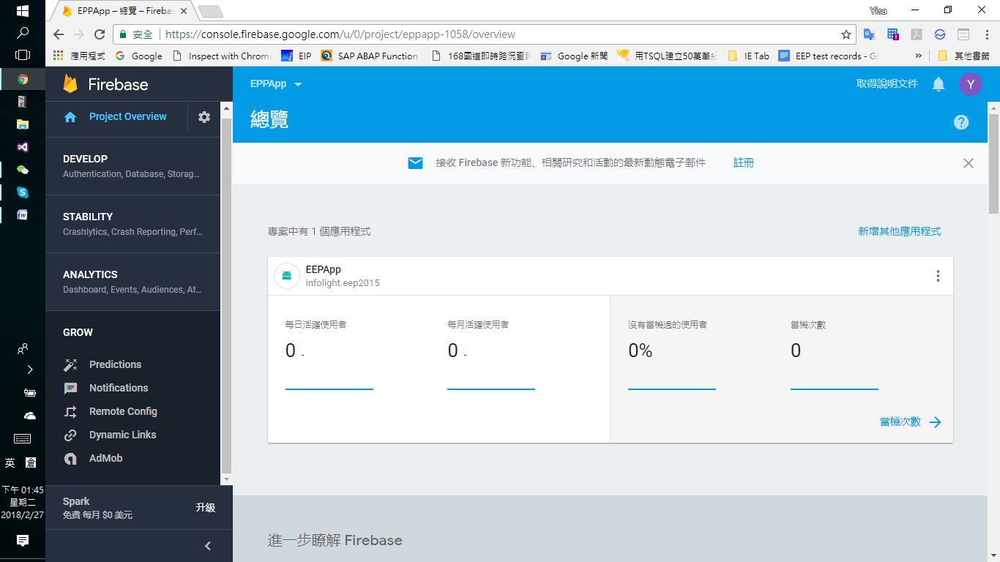 EPPApp – 總覽 – Firebas
Yisa
安全
https://console.firebase.google.com/u/0/project/eppapp-1058/overview
應用程式
Google
Inspect with Chrome
EIP
SAP ABAP Function
168國道即時路況查詢
Google 新聞
用TSQL建立50萬筆紀
IE Tab
EEP test records - Go
»
其他書籤
Firebase
EPPApp
取得說明文件
Y
Project Overview
總覽
?
DEVELOP
Authentication, Database, Storag…
接收 Firebase 新功能、相關研究和活動的最新動態電子郵件
註冊
STABILITY
Crashlytics, Crash Reporting, Perf…
專案中有 1 個應用程式
新增其他應用程式
ANALYTICS
Dashboard, Events, Audiences, At…
EEPApp
infolight.eep2015
GROW
Predictions
Notifications
Remote Config
Dynamic Links
AdMob
每日活躍使用者
每月活躍使用者
沒有當機過的使用者
當機次數
0 -
0 -
0%
0
當機次數
Spark
免費 每月 $0 美元
升級
進一步瞭解 Firebase
英 倉
下午 01:45
星期二
2018/2/27